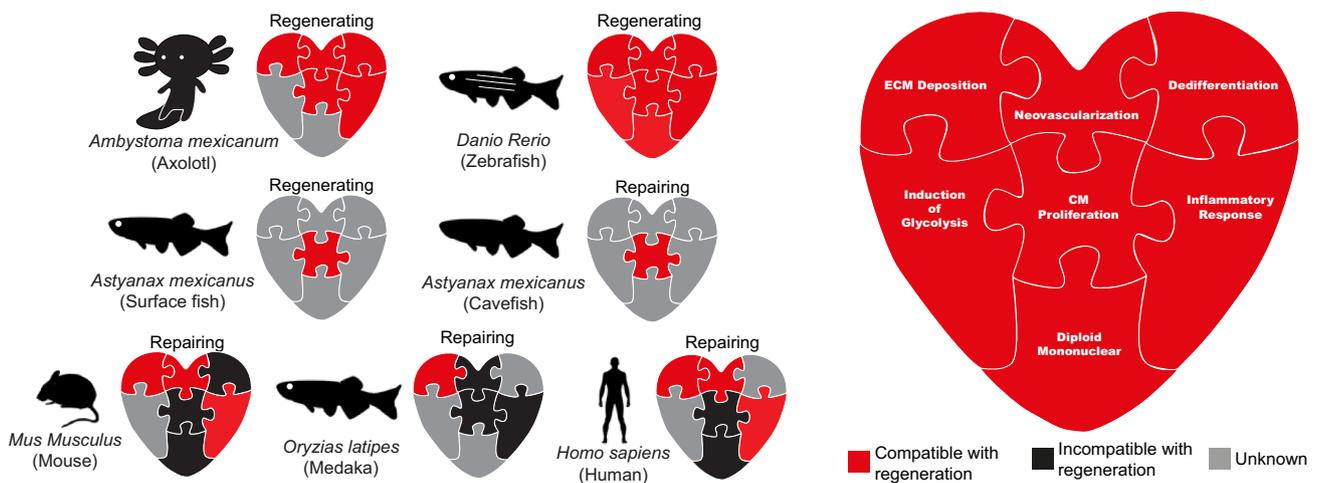 Regenerating
Ambystoma mexicanum
(Axolotl)
Regenerating
Danio Rerio
(Zebrafish)
Regenerating
Astyanax mexicanus
(Surface fish)
Repairing
Astyanax mexicanus
(Cavefish)
Repairing
Mus Musculus
(Mouse)
Repairing
Oryzias latipes
(Medaka)
Repairing
Homo sapiens
(Human)
ECM Deposition
Neovascularization
Dedifferentiation
Induction
of
Glycolysis
CM
Proliferation
Inflammatory
Response
Diploid
Mononuclear
Compatible with
regeneration
Incompatible with
regeneration
Unknown